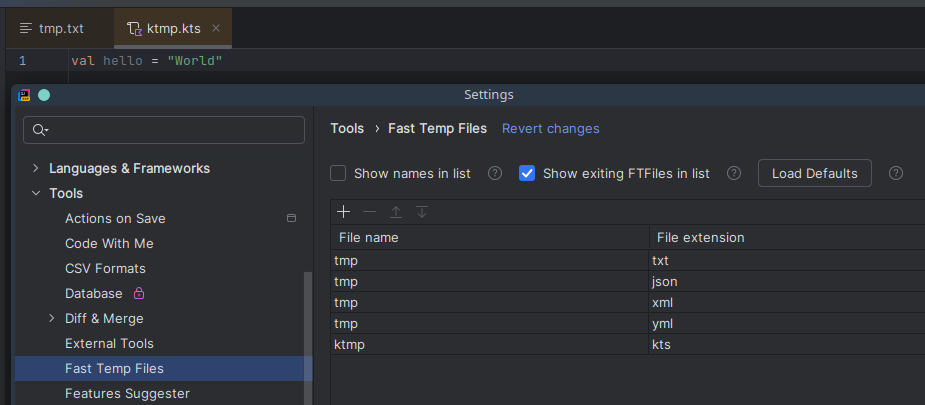 tmp.txt ktmp.kts
1 val hello = "World"
Settings
Tools › Fast Temp Files Revert changes
Languages & Frameworks
Tools
Actions on Save
Code With Me
CSV Formats
Database
Diff & Merge
External Tools
Fast Temp Files
Features Suggester
Show names in list ? Show exiting FTFiles in list ? Load Defaults ?
File name File extension
tmp txt
tmp json
tmp xml
tmp yml
ktmp kts